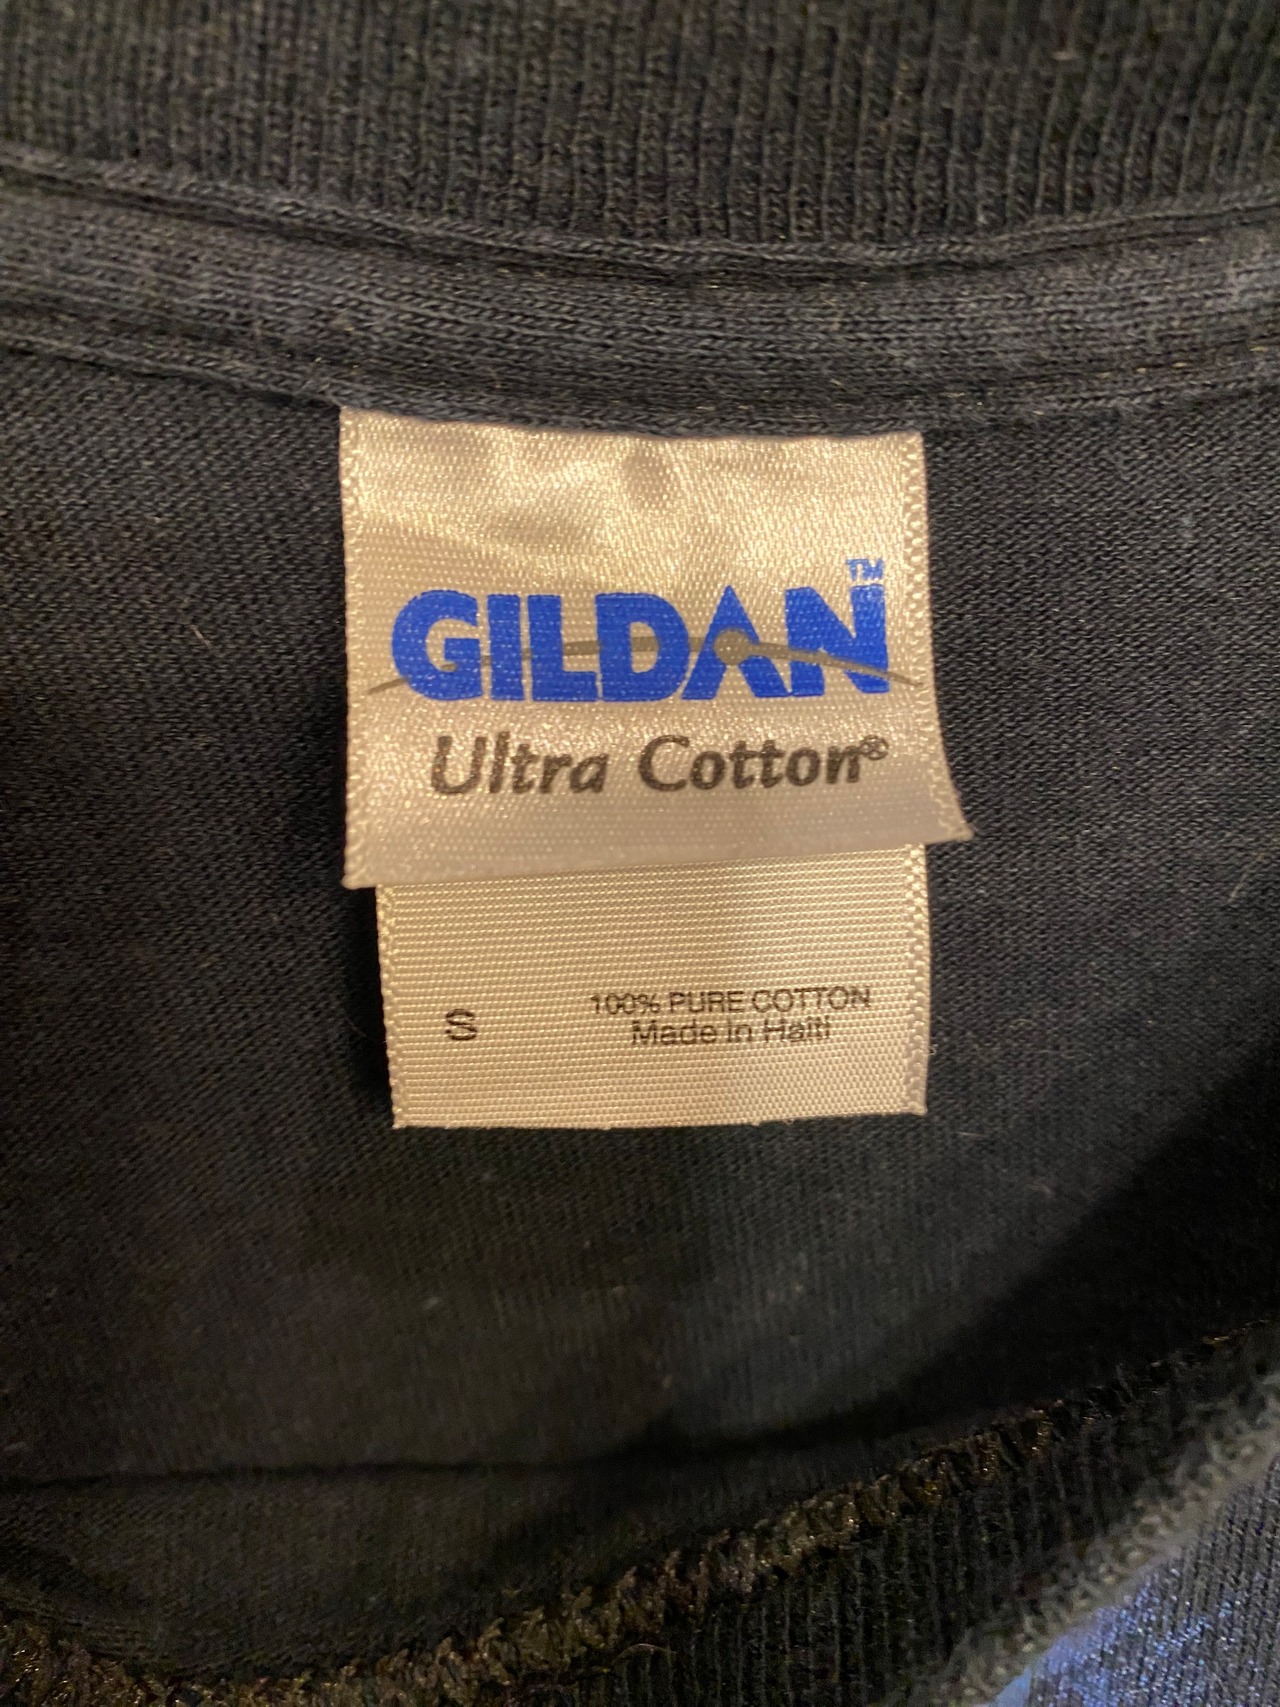 GILDAN™
Ultra Cotton®
S
100% PURE COTTON
Made in Haiti